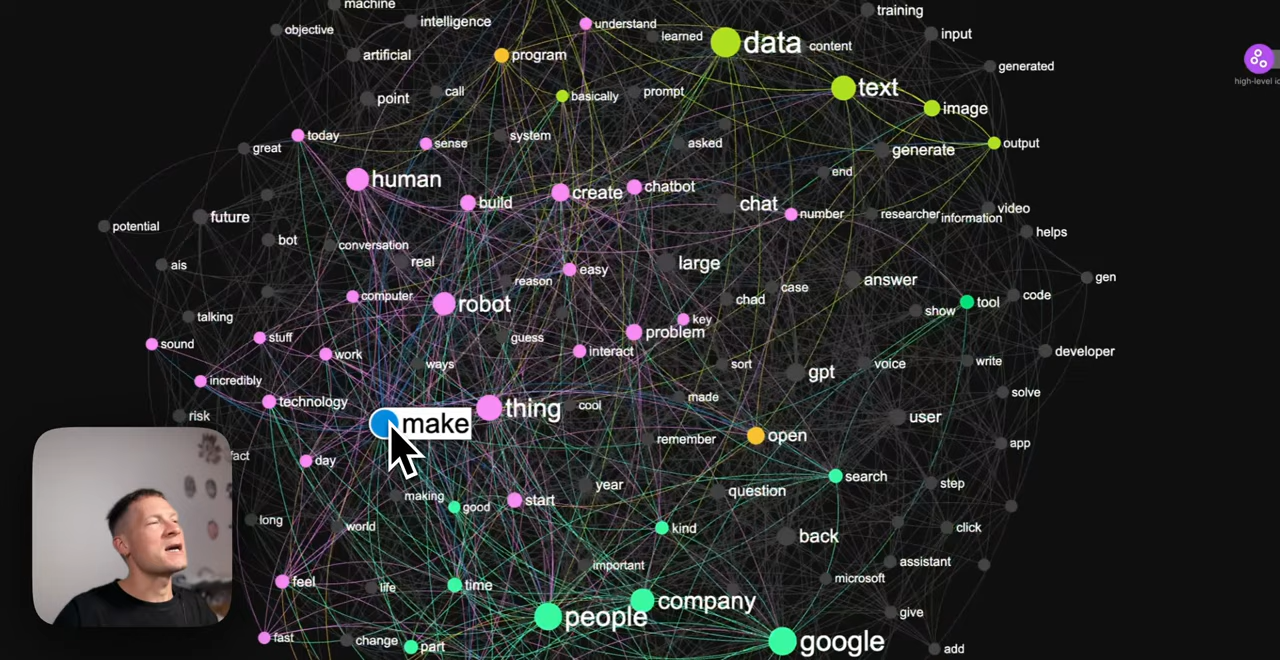 machine
training
intelligence
understand
objective
learned
input
data
content
artificial
program
generated
text
call
prompt
point
basically
image
today
sense
system
asked
output
great
generate
end
human
chatbot
create
build
chat
video
number
researcher
information
future
potential
helps
bot
conversation
real
large
ais
easy
reason
answer
gen
case
computer
code
chad
robot
tool
show
talking
key
problem
stuff
guess
sound
interact
work
developer
ways
sort
voice
write
gpt
incredibly
solve
made
technology
cool
thing
risk
user
make
open
remember
app
fact
day
search
step
year
question
making
start
good
long
world
kind
click
back
assistant
important
microsoft
feel
life
time
company
give
people
fast
change
google
part
add